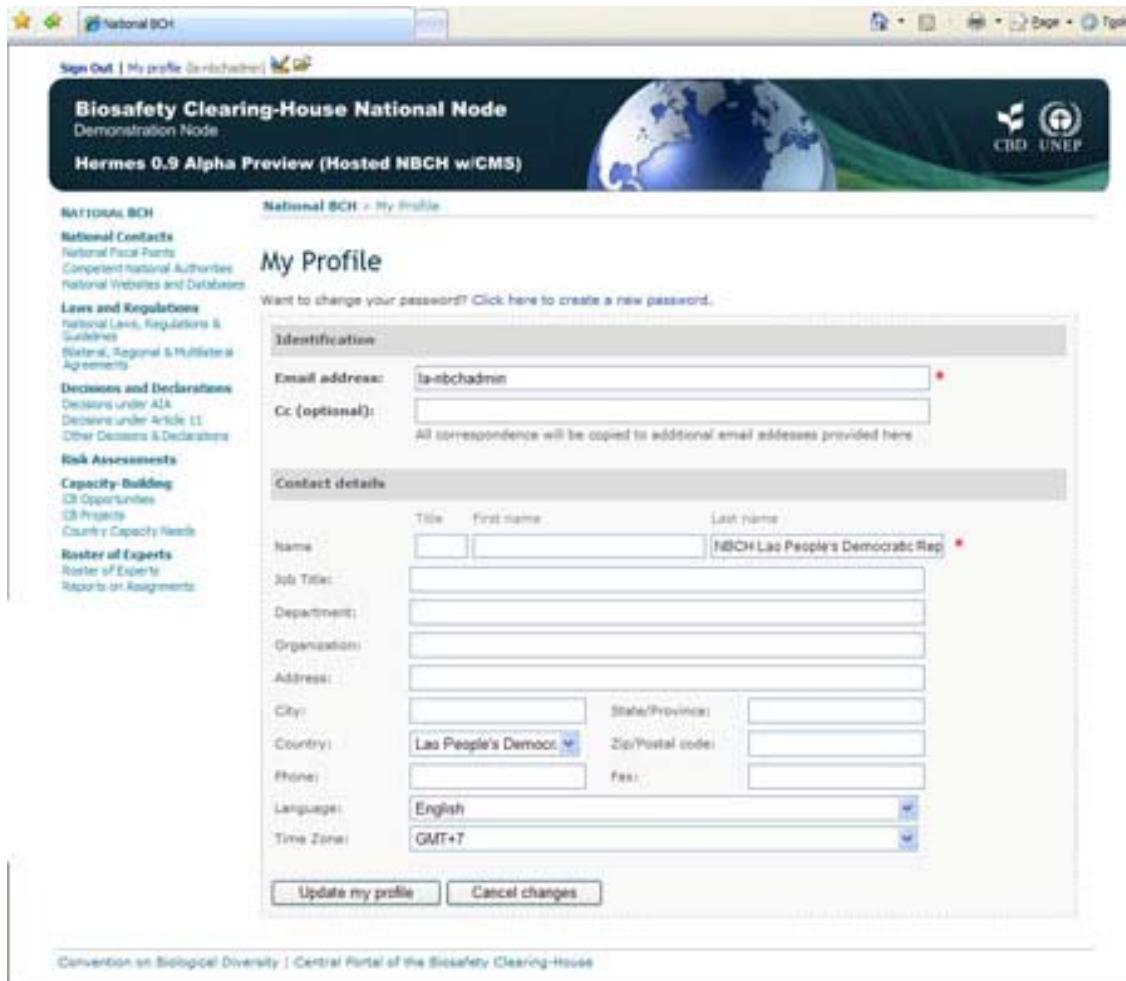 National BCH
Page
Sign Out | My profile (la-nbchadmin)
Biosafety Clearing-House National Node
Demonstration Node
Hermes 0.9 Alpha Preview (Hosted NBCH w/CMS)
CBD UNEP
NATIONAL BCH
National Contacts
National Focal Points
Competent National Authorities
National Websites and Databases
Laws and Regulations
National Laws, Regulations &
Guidelines
Bilateral, Regional & Multilateral
Agreements
Decisions and Declarations
Decisions under AIA
Decisions under Article 11
Other Decisions & Declarations
Risk Assessments
Capacity-Building
CB Opportunities
CB Projects
Country Capacity Needs
Roster of Experts
Roster of Experts
Reports on Assignments
National BCH > My Profile
My Profile
Want to change your password? Click here to create a new password.
Identification
Email address: la-nbchadmin *
Cc (optional):
All correspondence will be copied to additional email addesses provided here
Contact details
Title First name Last name
Name NBCH Lao People's Democratic Rep *
Job Title:
Department:
Organization:
Address:
City: State/Province:
Country: Lao People's Democr Zip/Postal code:
Phone: Fax:
Language: English
Time Zone: GMT+7
Update my profile Cancel changes
Convention on Biological Diversity | Central Portal of the Biosafety Clearing-House